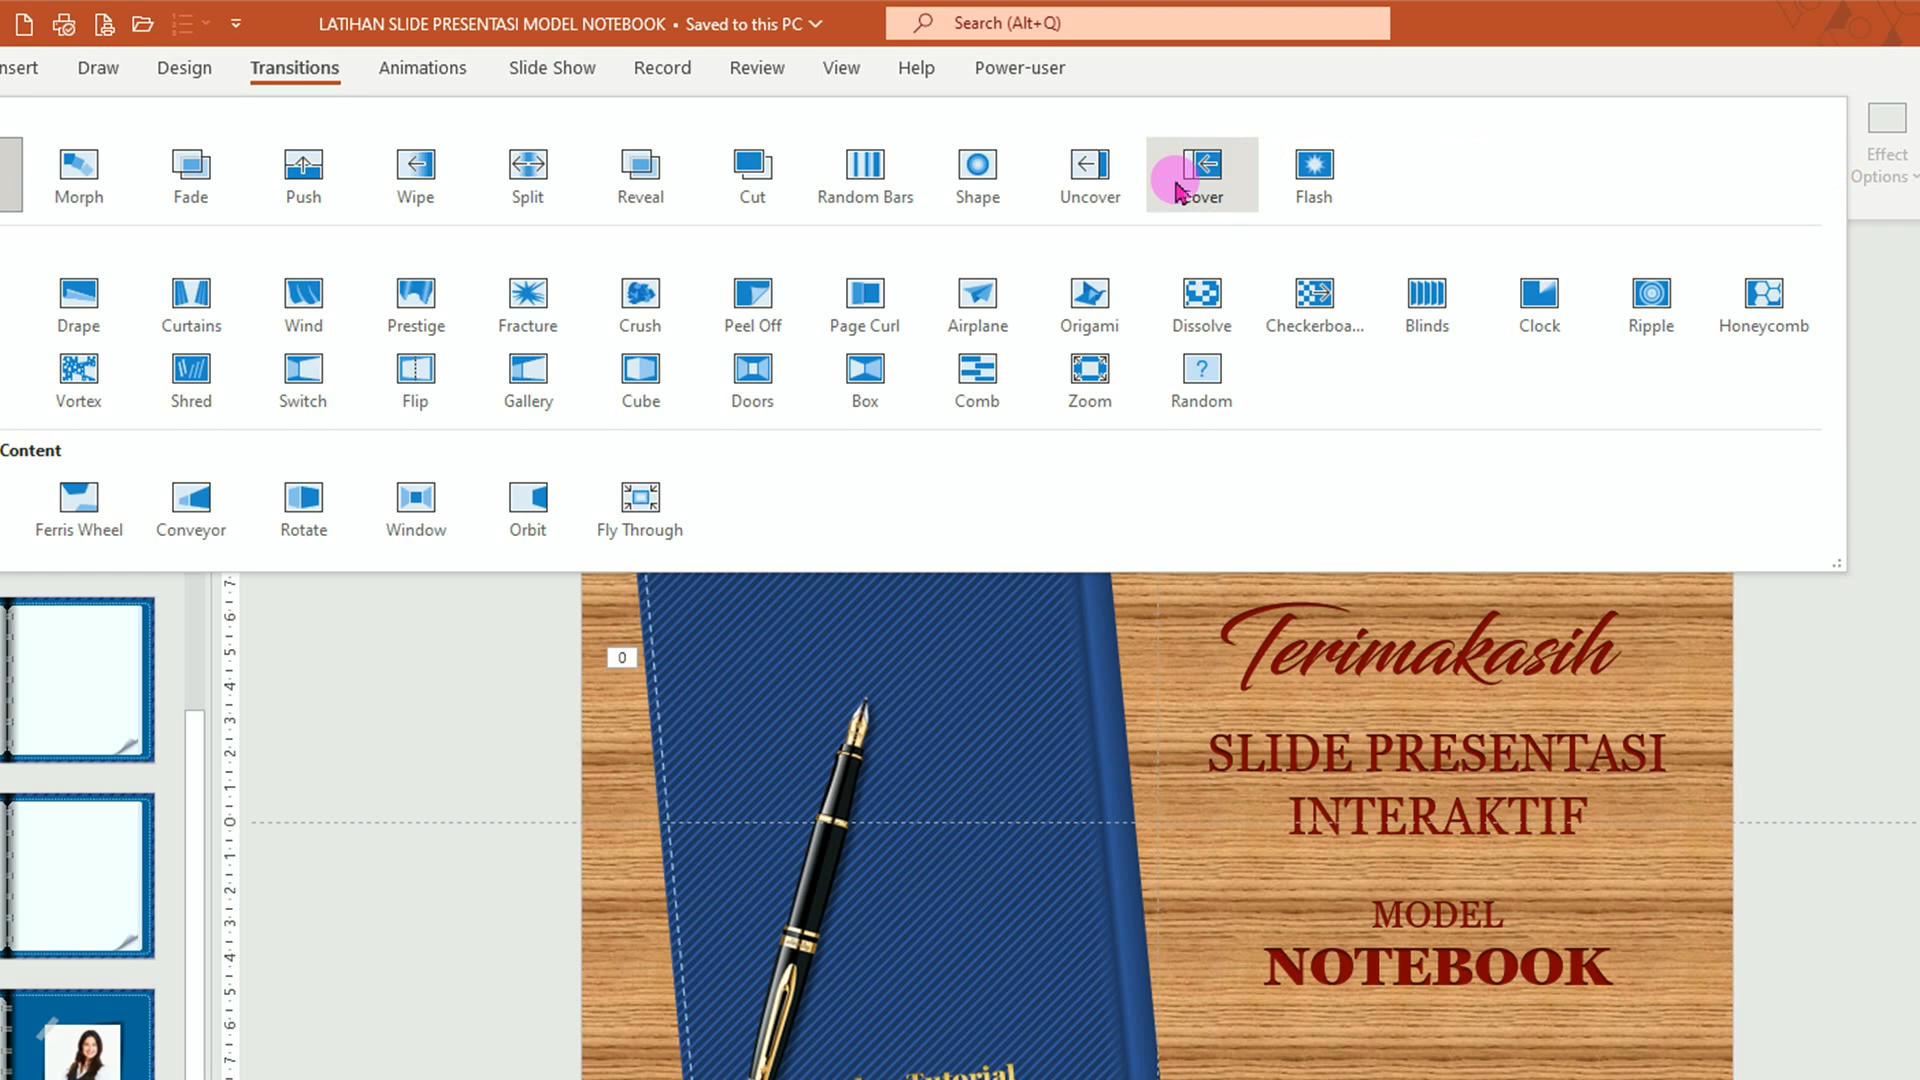 LATIHAN SLIDE PRESENTASI MODEL NOTEBOOK • Saved to this PC
Search (Alt+Q)
nsert Draw Design Transitions Animations Slide Show Record Review View Help Power-user
Morph Fade Push Wipe Split Reveal Cut Random Bars Shape Uncover over Flash
Effect
Options
Drape Curtains Wind Prestige Fracture Crush Peel Off Page Curl Airplane Origami Dissolve Checkerboa... Blinds Clock Ripple Honeycomb
Vortex Shred Switch Flip Gallery Cube Doors Box Comb Zoom Random
Content
Ferris Wheel Conveyor Rotate Window Orbit Fly Through
0
Terimakasih
SLIDE PRESENTASI
INTERAKTIF
MODEL
NOTEBOOK
Tutorial